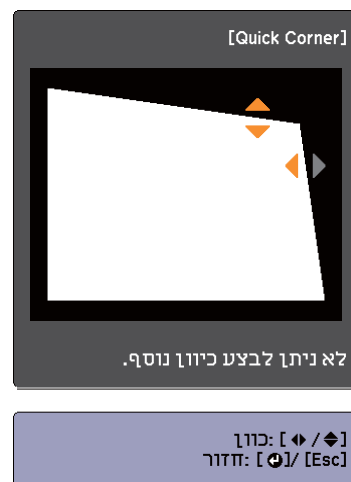 [Quick Corner]
לא ניתן לבצע כיוון נוסף.
[⬍ / ⬌] :כוון
[Esc] /[⏎] :חזור